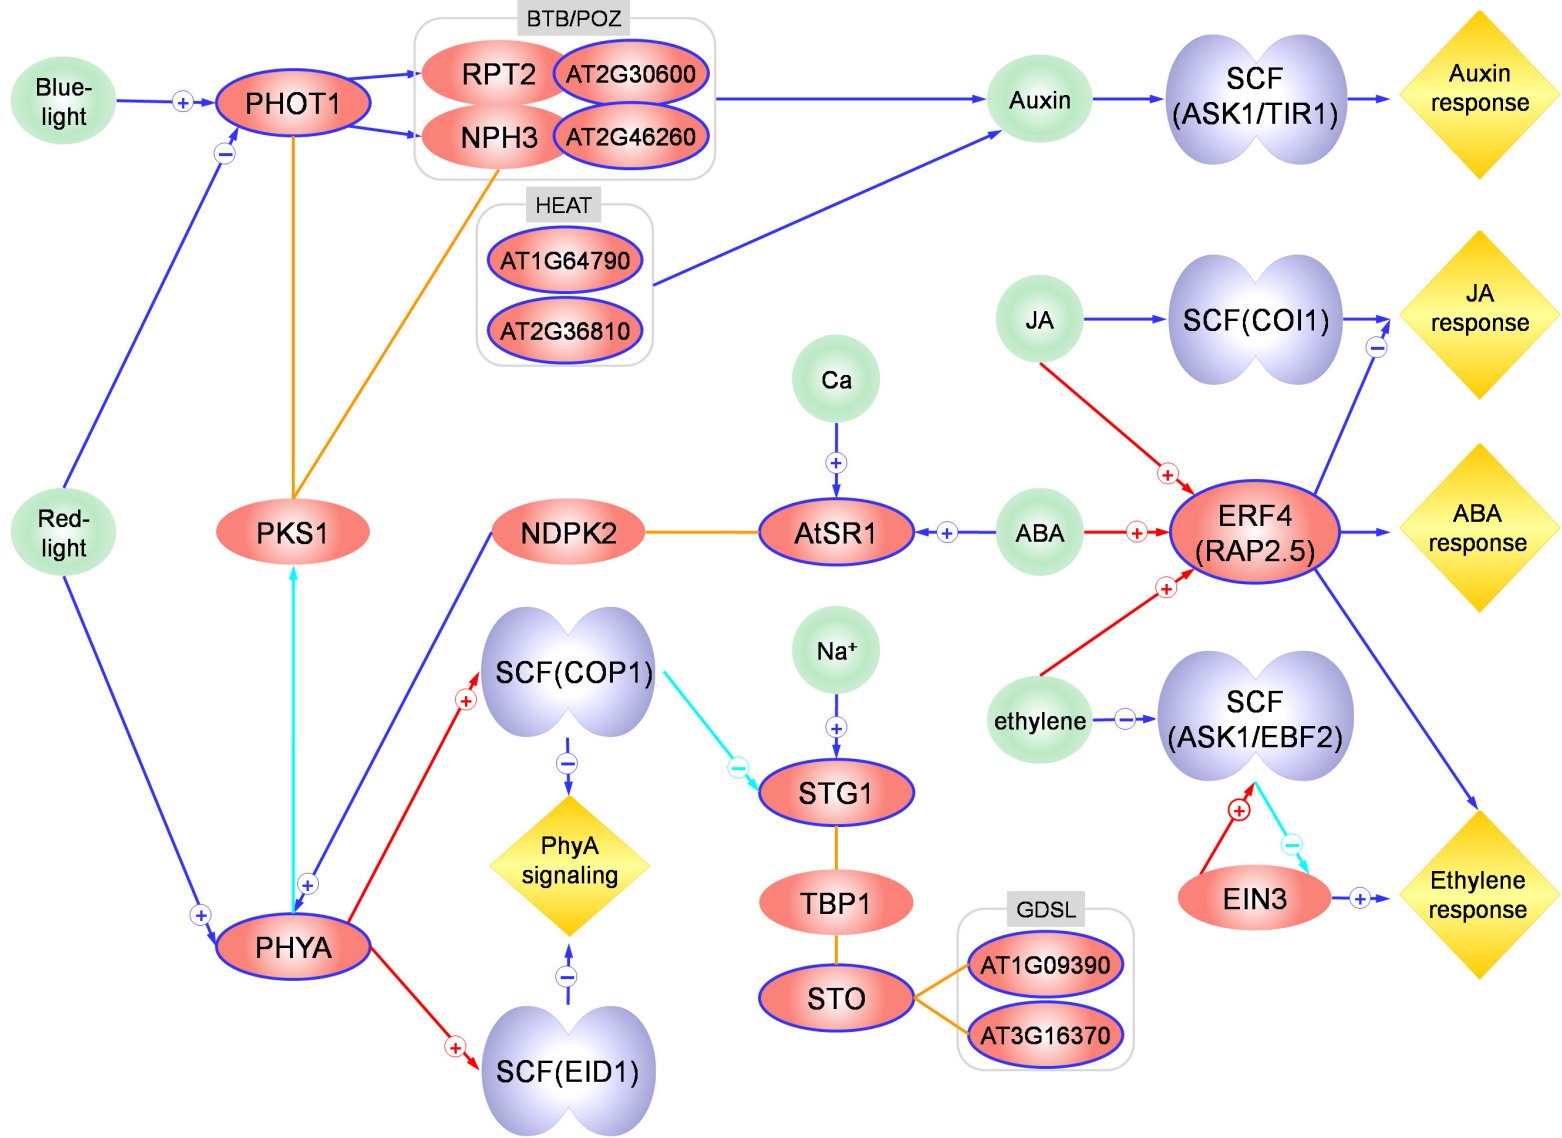 BTB/POZ
Blue-
light
+
PHOT1
RPT2
AT2G30600
NPH3
AT2G46260
Auxin
SCF
(ASK1/TIR1)
Auxin
response
−
HEAT
AT1G64790
AT2G36810
JA
SCF(COI1)
JA
response
−
Ca
+
+
Red-
light
PKS1
NDPK2
AtSR1
+
ABA
+
ERF4
(RAP2.5)
ABA
response
+
SCF(COP1)
+
Na+
+
ethylene
−
SCF
(ASK1/EBF2)
−
−
STG1
+
−
PhyA
signaling
+
+
TBP1
EIN3
+
Ethylene
response
PHYA
−
GDSL
AT1G09390
STO
AT3G16370
+
SCF(EID1)